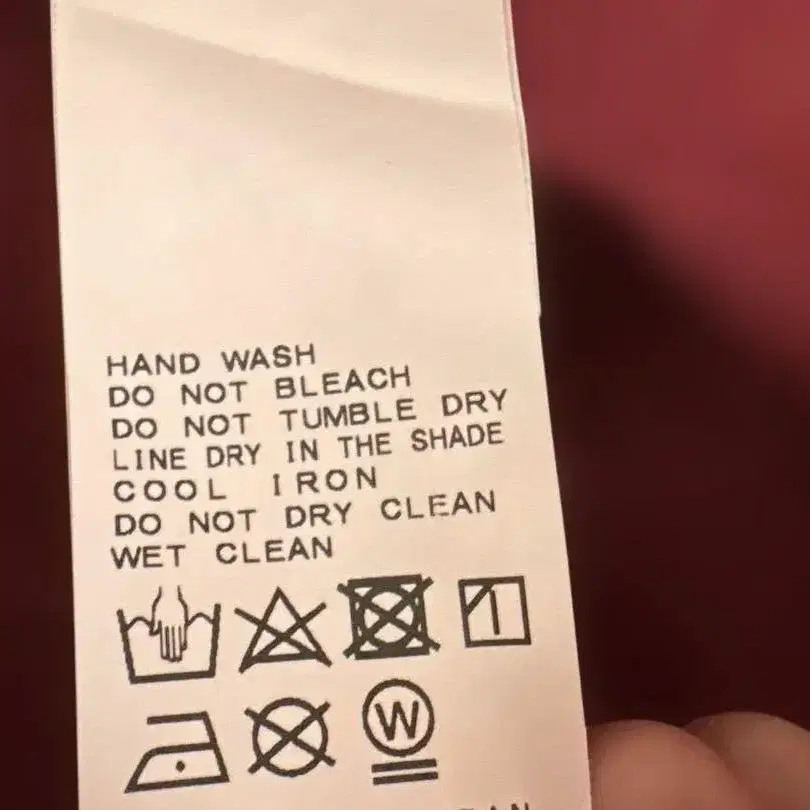 HAND WASH
DO NOT BLEACH
DO NOT TUMBLE DRY
LINE DRY IN THE SHADE
COOL IRON
DO NOT DRY CLEAN
WET CLEAN
W